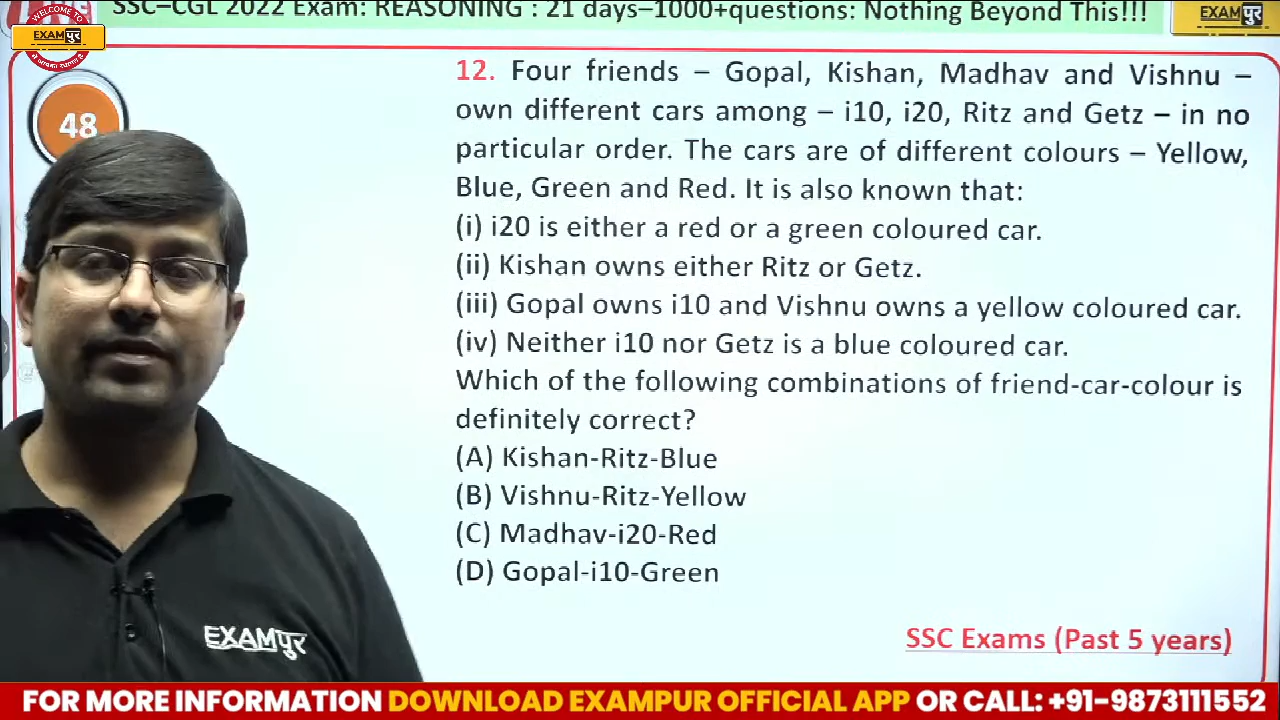 SSC–CGL 2022 Exam: REASONING : 21 days–1000+questions: Nothing Beyond This!!!
WELCOME TO
EXAMपुर
EXAMपुर
48
12. Four friends – Gopal, Kishan, Madhav and Vishnu –
own different cars among – i10, i20, Ritz and Getz – in no
particular order. The cars are of different colours – Yellow,
Blue, Green and Red. It is also known that:
(i) i20 is either a red or a green coloured car.
(ii) Kishan owns either Ritz or Getz.
(iii) Gopal owns i10 and Vishnu owns a yellow coloured car.
(iv) Neither i10 nor Getz is a blue coloured car.
Which of the following combinations of friend-car-colour is
definitely correct?
(A) Kishan-Ritz-Blue
(B) Vishnu-Ritz-Yellow
(C) Madhav-i20-Red
(D) Gopal-i10-Green
EXAMपुर
SSC Exams (Past 5 years)
FOR MORE INFORMATION DOWNLOAD EXAMPUR OFFICIAL APP OR CALL: +91-9873111552